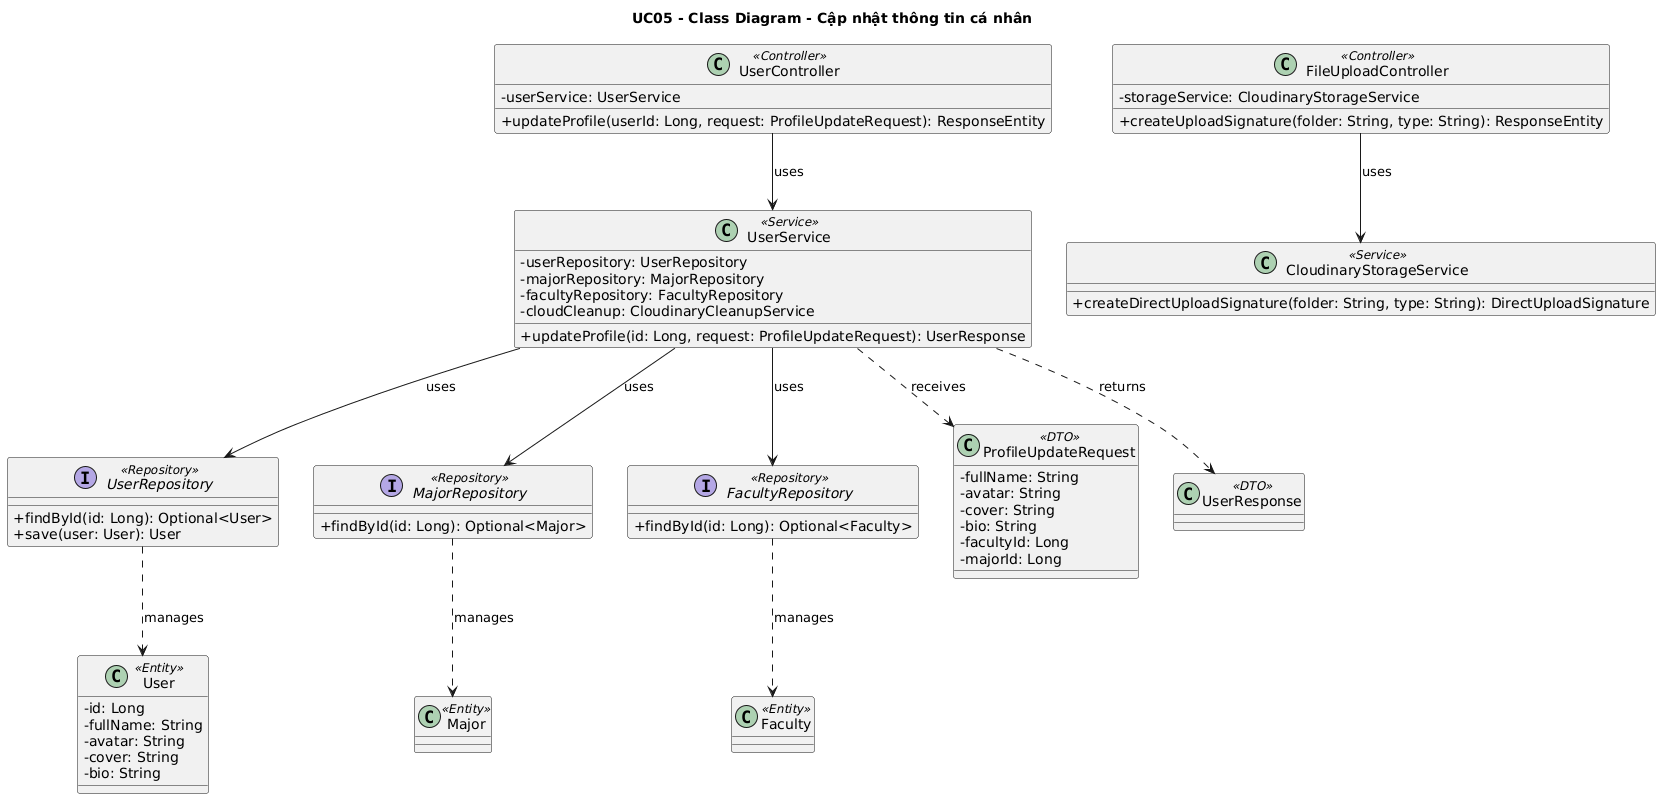 UC05 - Class Diagram - Cập nhật thông tin cá nhân
«Controller»
C UserController
-userService: UserService
+updateProfile(userId: Long, request: ProfileUpdateRequest): ResponseEntity
«Controller»
C FileUploadController
-storageService: CloudinaryStorageService
+createUploadSignature(folder: String, type: String): ResponseEntity
uses
uses
«Service»
C UserService
-userRepository: UserRepository
-majorRepository: MajorRepository
-facultyRepository: FacultyRepository
-cloudCleanup: CloudinaryCleanupService
+updateProfile(id: Long, request: ProfileUpdateRequest): UserResponse
«Service»
C CloudinaryStorageService
+createDirectUploadSignature(folder: String, type: String): DirectUploadSignature
uses
uses
uses
receives
returns
«Repository»
I UserRepository
+findById(id: Long): Optional<User>
+save(user: User): User
«Repository»
I MajorRepository
+findById(id: Long): Optional<Major>
«Repository»
I FacultyRepository
+findById(id: Long): Optional<Faculty>
«DTO»
C ProfileUpdateRequest
-fullName: String
-avatar: String
-cover: String
-bio: String
-facultyId: Long
-majorId: Long
«DTO»
C UserResponse
manages
manages
manages
«Entity»
C User
-id: Long
-fullName: String
-avatar: String
-cover: String
-bio: String
«Entity»
C Major
«Entity»
C Faculty